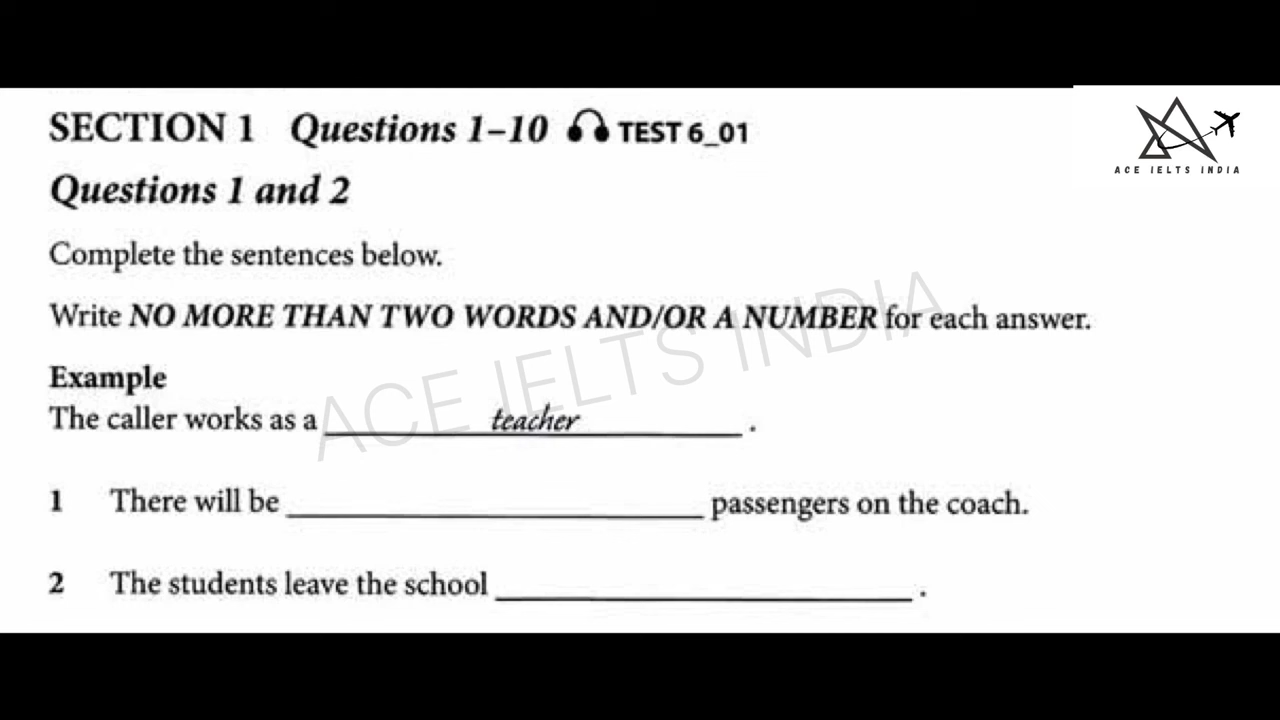 SECTION 1 Questions 1–10 TEST 6_01
ACE IELTS INDIA
Questions 1 and 2
Complete the sentences below.
Write NO MORE THAN TWO WORDS AND/OR A NUMBER for each answer.
ACE IELTS INDIA
Example
The caller works as a teacher .
1 There will be ______ passengers on the coach.
2 The students leave the school ______ .